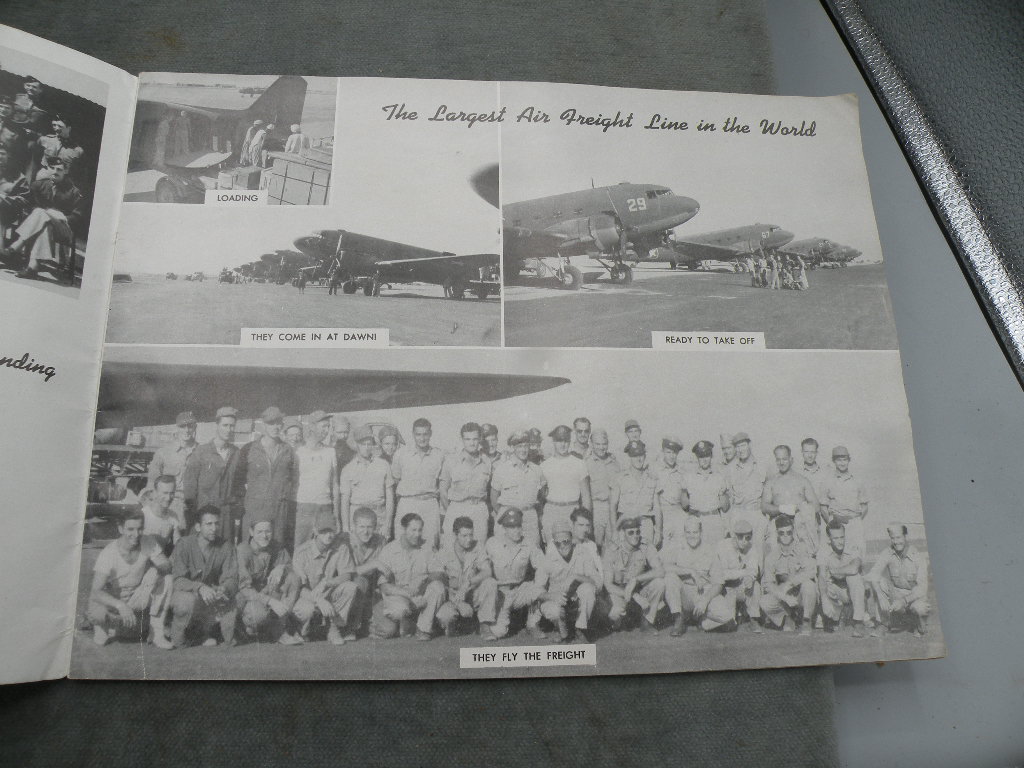 The Largest Air Freight Line in the World
LOADING
29
THEY COME IN AT DAWN!
READY TO TAKE OFF
nding
THEY FLY THE FREIGHT